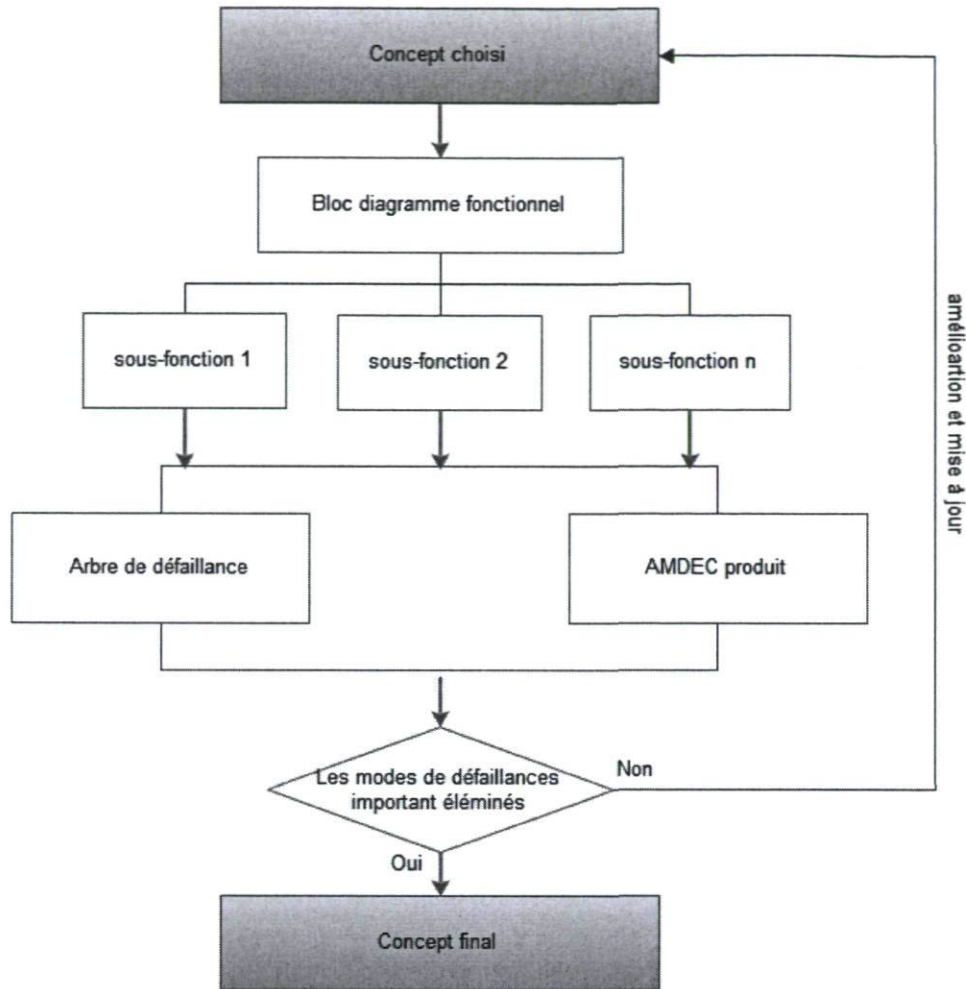 Concept choisi
Bloc diagramme fonctionnel
sous-fonction 1
sous-fonction 2
sous-fonction n
Arbre de défaillance
AMDEC produit
Les modes de défaillances
important éléminés
Non
amélioartion et mise à jour
Oui
Concept final